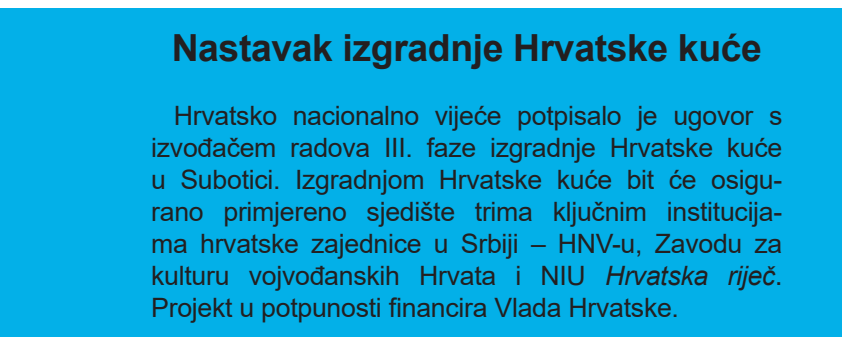 Nastavak izgradnje Hrvatske kuće
Hrvatsko nacionalno vijeće potpisalo je ugovor s
izvođačem radova III. faze izgradnje Hrvatske kuće
u Subotici. Izgradnjom Hrvatske kuće bit će osigu-
rano primjereno sjedište trima ključnim institucija-
ma hrvatske zajednice u Srbiji – HNV-u, Zavodu za
kulturu vojvođanskih Hrvata i NIU Hrvatska riječ.
Projekt u potpunosti financira Vlada Hrvatske.